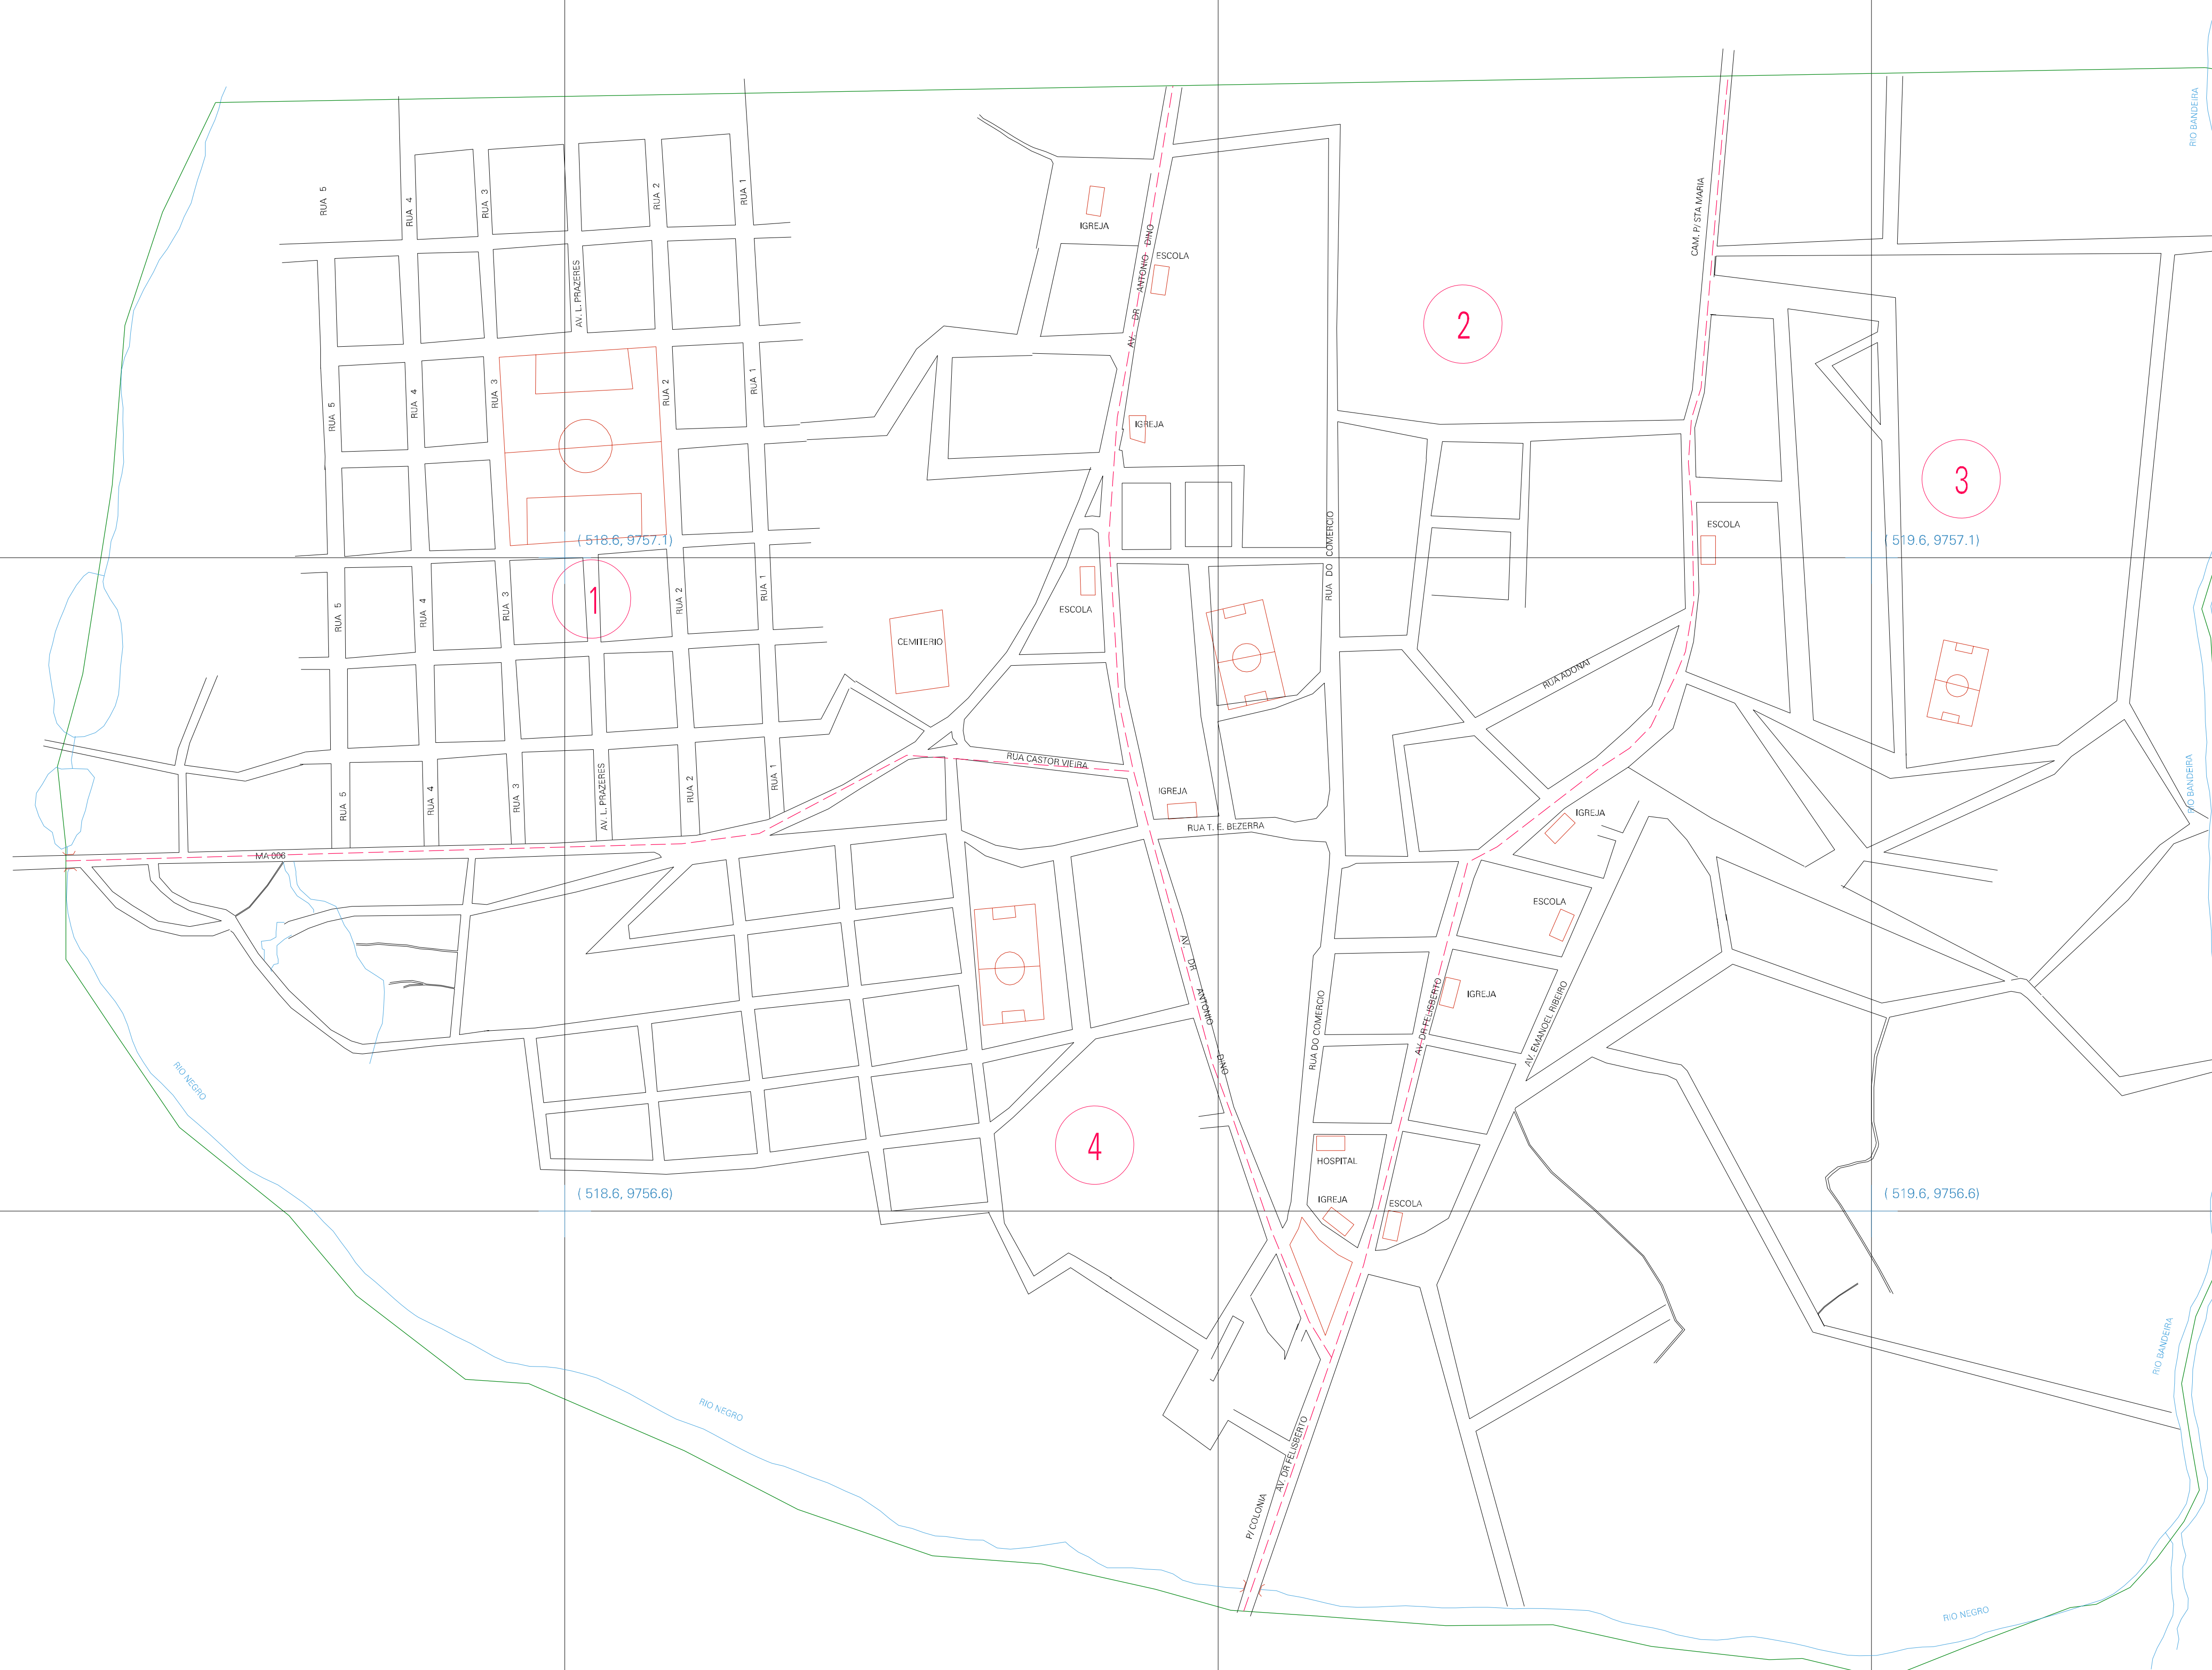 RIO BANDEIRA
RUA 5
RUA 4
RUA 3
RUA 2
RUA 1
CAM. P/ STA MARIA
IGREJA
AV. DR ANTONIO DINO
ESCOLA
AV. L. PRAZERES
2
RUA 5
RUA 4
RUA 3
RUA 2
RUA 1
IGREJA
3
ESCOLA
RUA DO COMERCIO
( 518.6, 9757.1)
( 519.6, 9757.1)
1
RUA 5
RUA 4
RUA 3
RUA 2
RUA 1
ESCOLA
CEMITERIO
RUA ADONAI
RUA CASTOR VIEIRA
RIO BANDEIRA
IGREJA
RUA 5
RUA 4
RUA 3
AV. L. PRAZERES
RUA 2
RUA 1
IGREJA
RUA T. E. BEZERRA
MA 006
ESCOLA
AV. DR ANTONIO DINO
IGREJA
RUA DO COMERCIO
AV. DR FELISBERTO
AV. EMANOEL RIBEIRO
RIO NEGRO
4
HOSPITAL
( 518.6, 9756.6)
( 519.6, 9756.6)
IGREJA
ESCOLA
RIO BANDEIRA
RIO NEGRO
AV. DR FELISBERTO
P/ COLONIA
RIO NEGRO